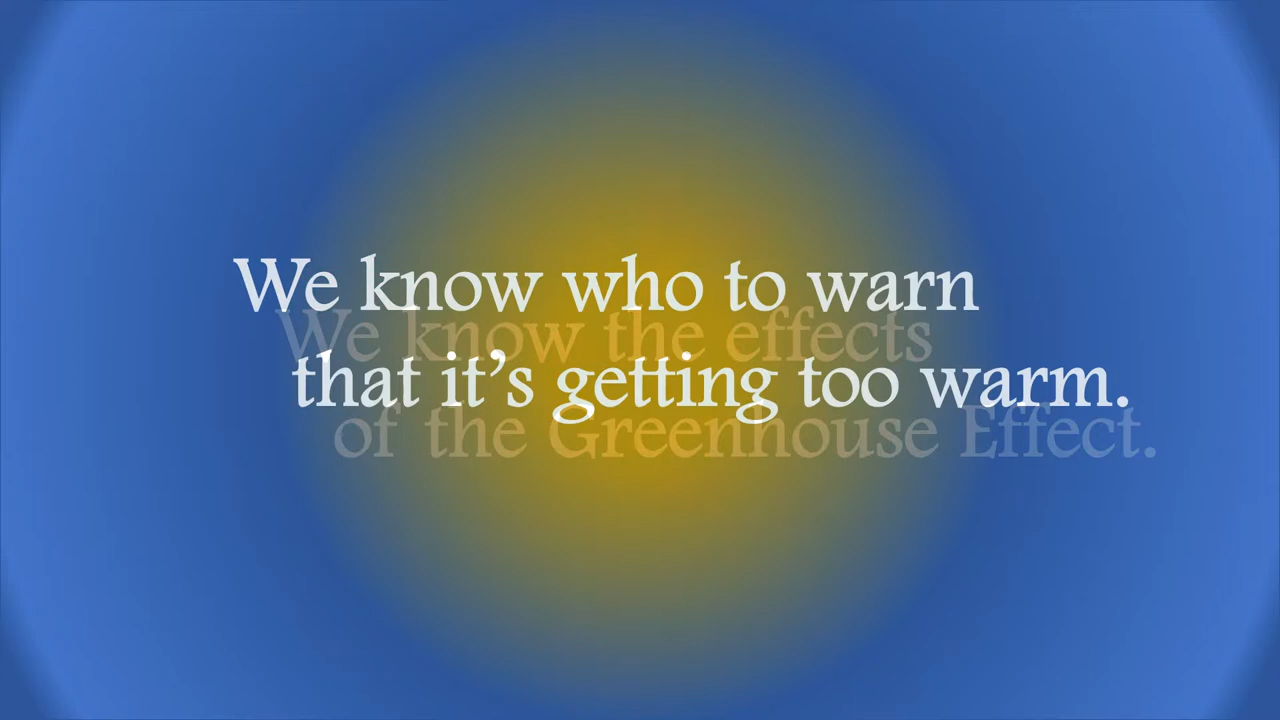 We know who to warn
We know the effects
that it’s getting too warm.
of the Greenhouse Effect.